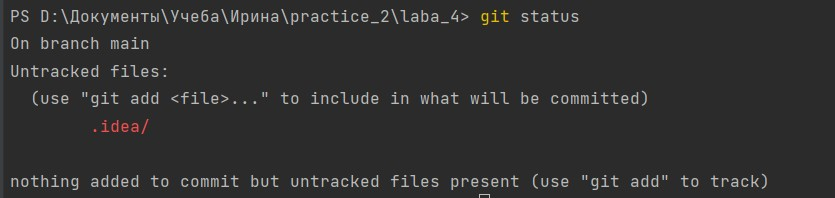 PS D:\Документы\Учеба\Ирина\practice_2\laba_4> git status
On branch main
Untracked files:
  (use "git add <file>..." to include in what will be committed)
        .idea/

nothing added to commit but untracked files present (use "git add" to track)